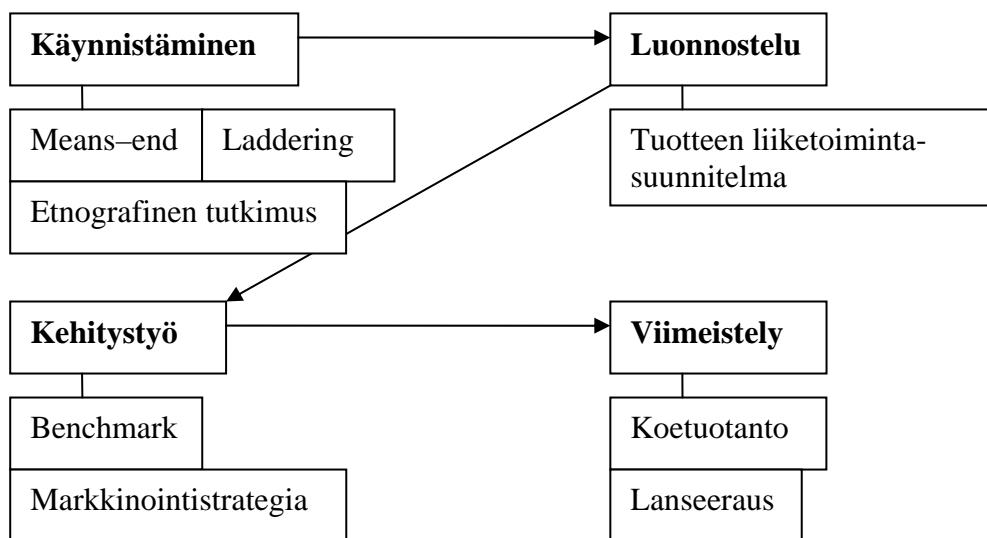 Käynnistäminen
Luonnostelu
Means–end
Laddering
Etnografinen tutkimus
Tuotteen liiketoiminta-
suunnitelma
Kehitystyö
Viimeistely
Benchmark
Markkinointistrategia
Koetuotanto
Lanseeraus